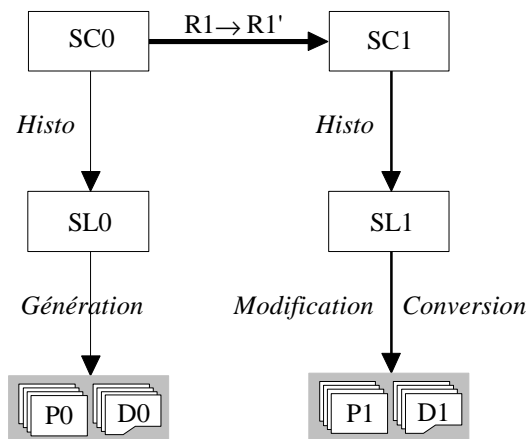 SC0 R1→R1' SC1
Histo Histo
SL0 SL1
Génération Modification Conversion
P0 D0 P1 D1